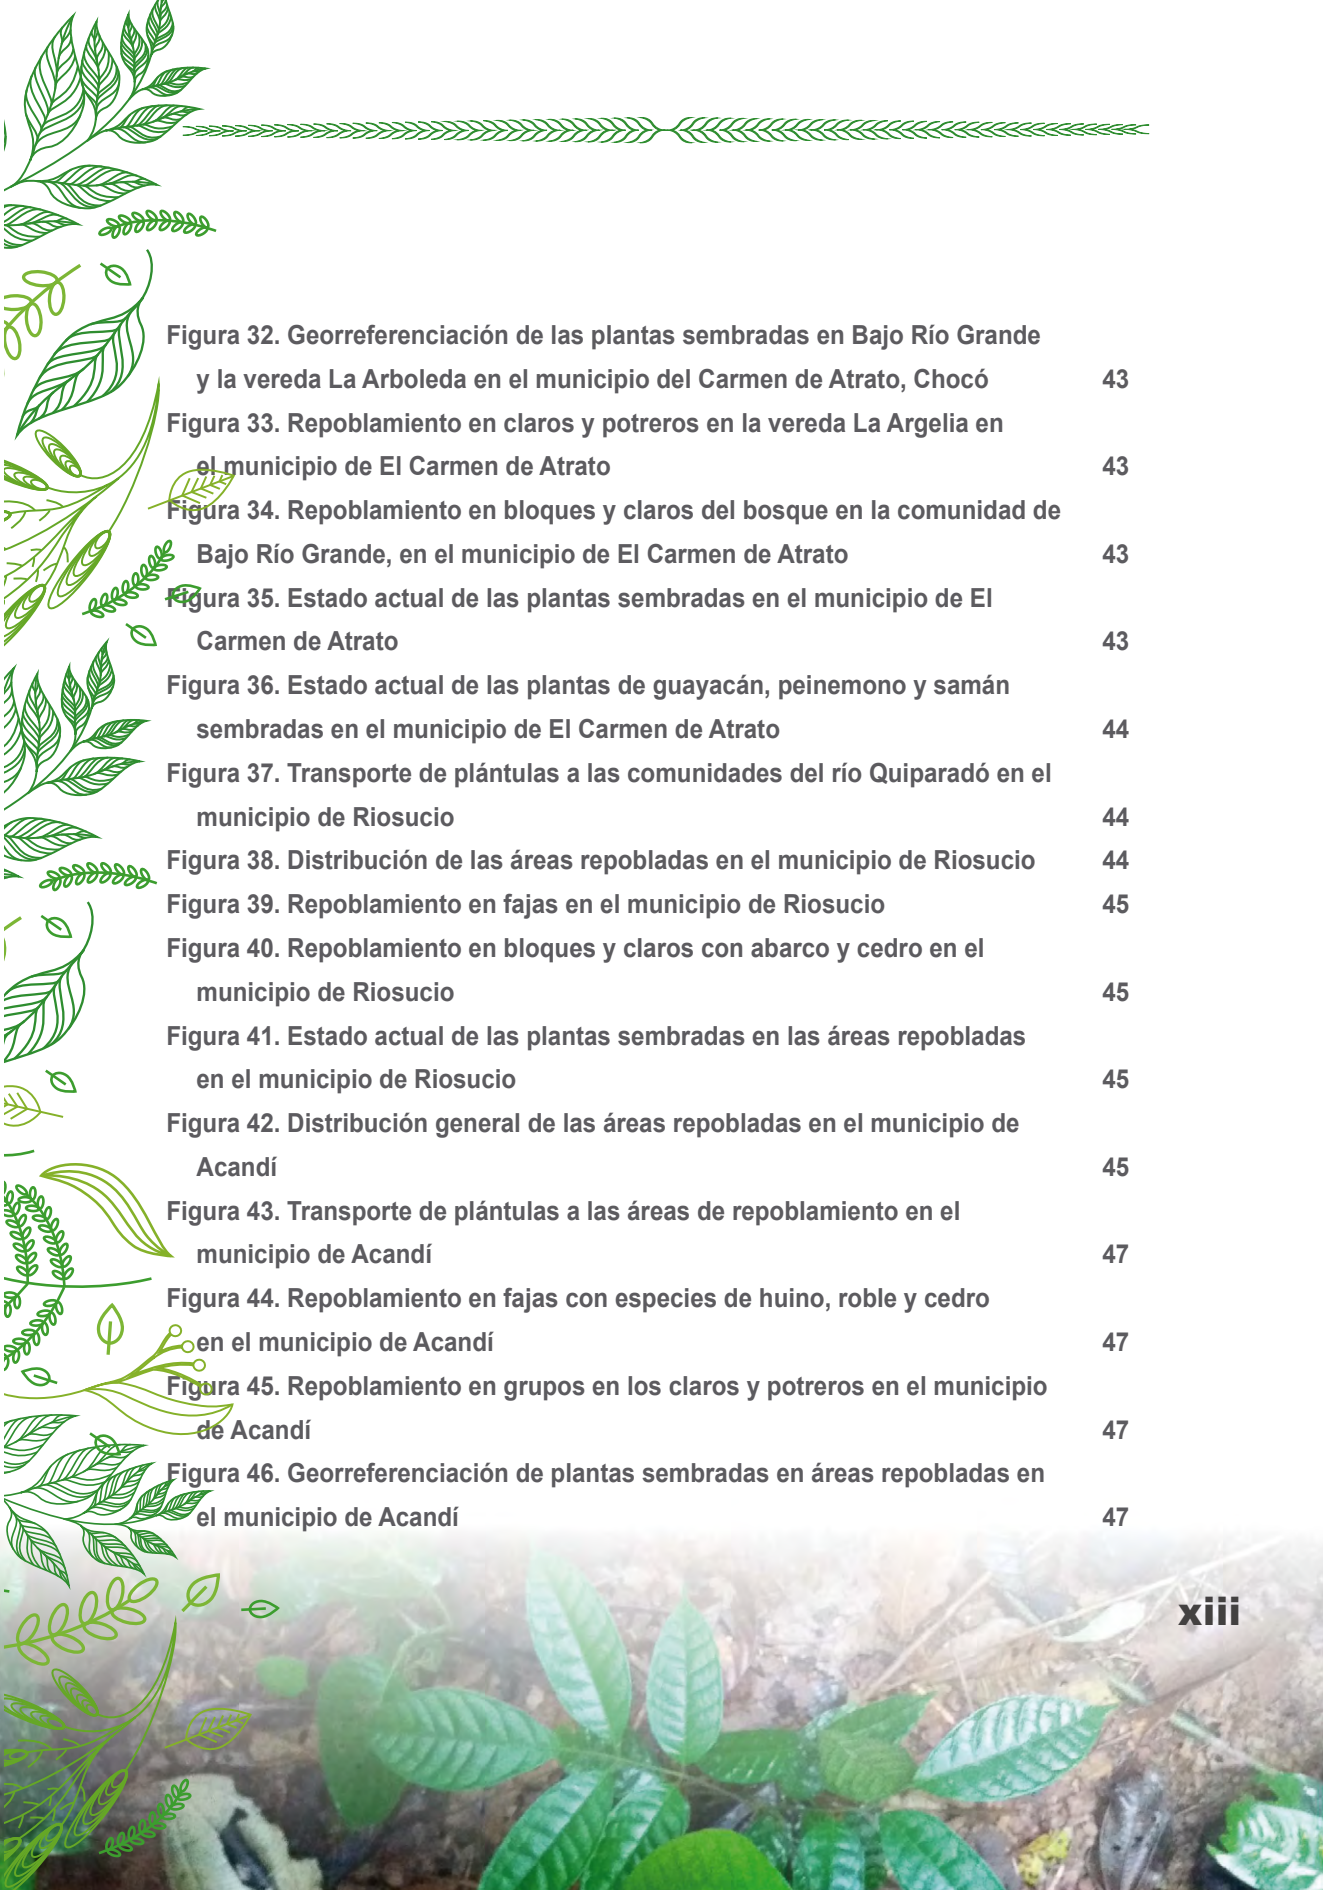 Figura 32. Georreferenciación de las plantas sembradas en Bajo Río Grande
y la vereda La Arboleda en el municipio del Carmen de Atrato, Chocó 43
Figura 33. Repoblamiento en claros y potreros en la vereda La Argelia en
el municipio de El Carmen de Atrato 43
Figura 34. Repoblamiento en bloques y claros del bosque en la comunidad de
Bajo Río Grande, en el municipio de El Carmen de Atrato 43
Figura 35. Estado actual de las plantas sembradas en el municipio de El
Carmen de Atrato 43
Figura 36. Estado actual de las plantas de guayacán, peinemono y samán
sembradas en el municipio de El Carmen de Atrato 44
Figura 37. Transporte de plántulas a las comunidades del río Quiparadó en el
municipio de Riosucio 44
Figura 38. Distribución de las áreas repobladas en el municipio de Riosucio 44
Figura 39. Repoblamiento en fajas en el municipio de Riosucio 45
Figura 40. Repoblamiento en bloques y claros con abarco y cedro en el
municipio de Riosucio 45
Figura 41. Estado actual de las plantas sembradas en las áreas repobladas
en el municipio de Riosucio 45
Figura 42. Distribución general de las áreas repobladas en el municipio de
Acandí 45
Figura 43. Transporte de plántulas a las áreas de repoblamiento en el
municipio de Acandí 47
Figura 44. Repoblamiento en fajas con especies de huino, roble y cedro
en el municipio de Acandí 47
Figura 45. Repoblamiento en grupos en los claros y potreros en el municipio
de Acandí 47
Figura 46. Georreferenciación de plantas sembradas en áreas repobladas en
el municipio de Acandí 47
xiii